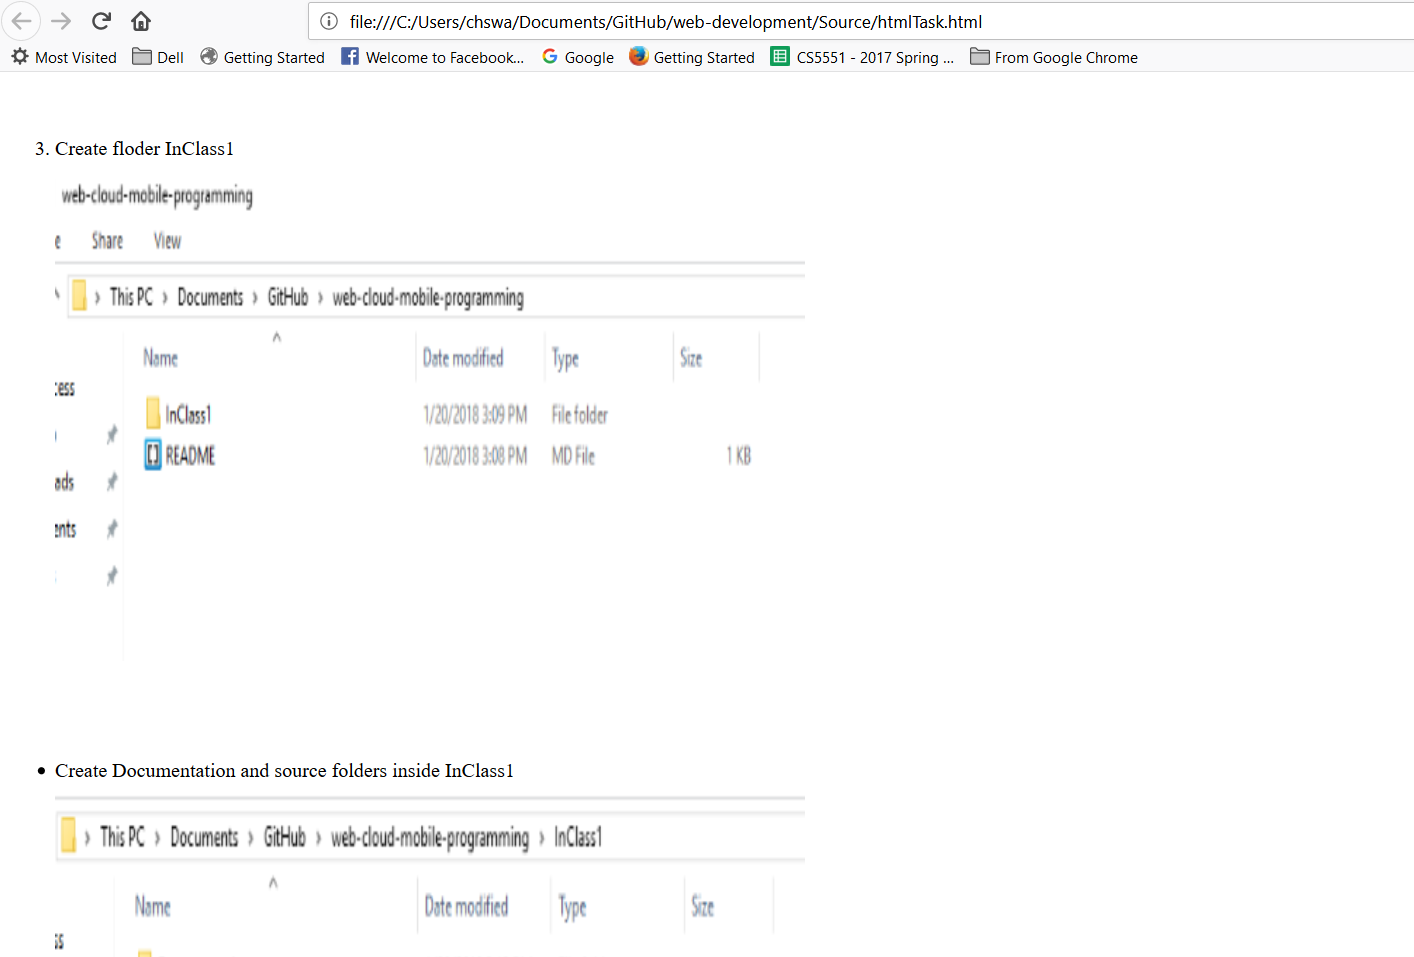 file:///C:/Users/chswa/Documents/GitHub/web-development/Source/htmlTask.html
Most Visited Dell Getting Started Welcome to Facebook... Google Getting Started CS5551 - 2017 Spring ... From Google Chrome
3. Create floder InClass1
web-cloud-mobile-programming
e Share View
› This PC › Documents › GitHub › web-cloud-mobile-programming
Name Date modified Type Size
cess
InClass1 1/20/2018 3:09 PM File folder
README 1/20/2018 3:08 PM MD File 1 KB
ads
ents
• Create Documentation and source folders inside InClass1
› This PC › Documents › GitHub › web-cloud-mobile-programming › InClass1
Name Date modified Type Size
ss